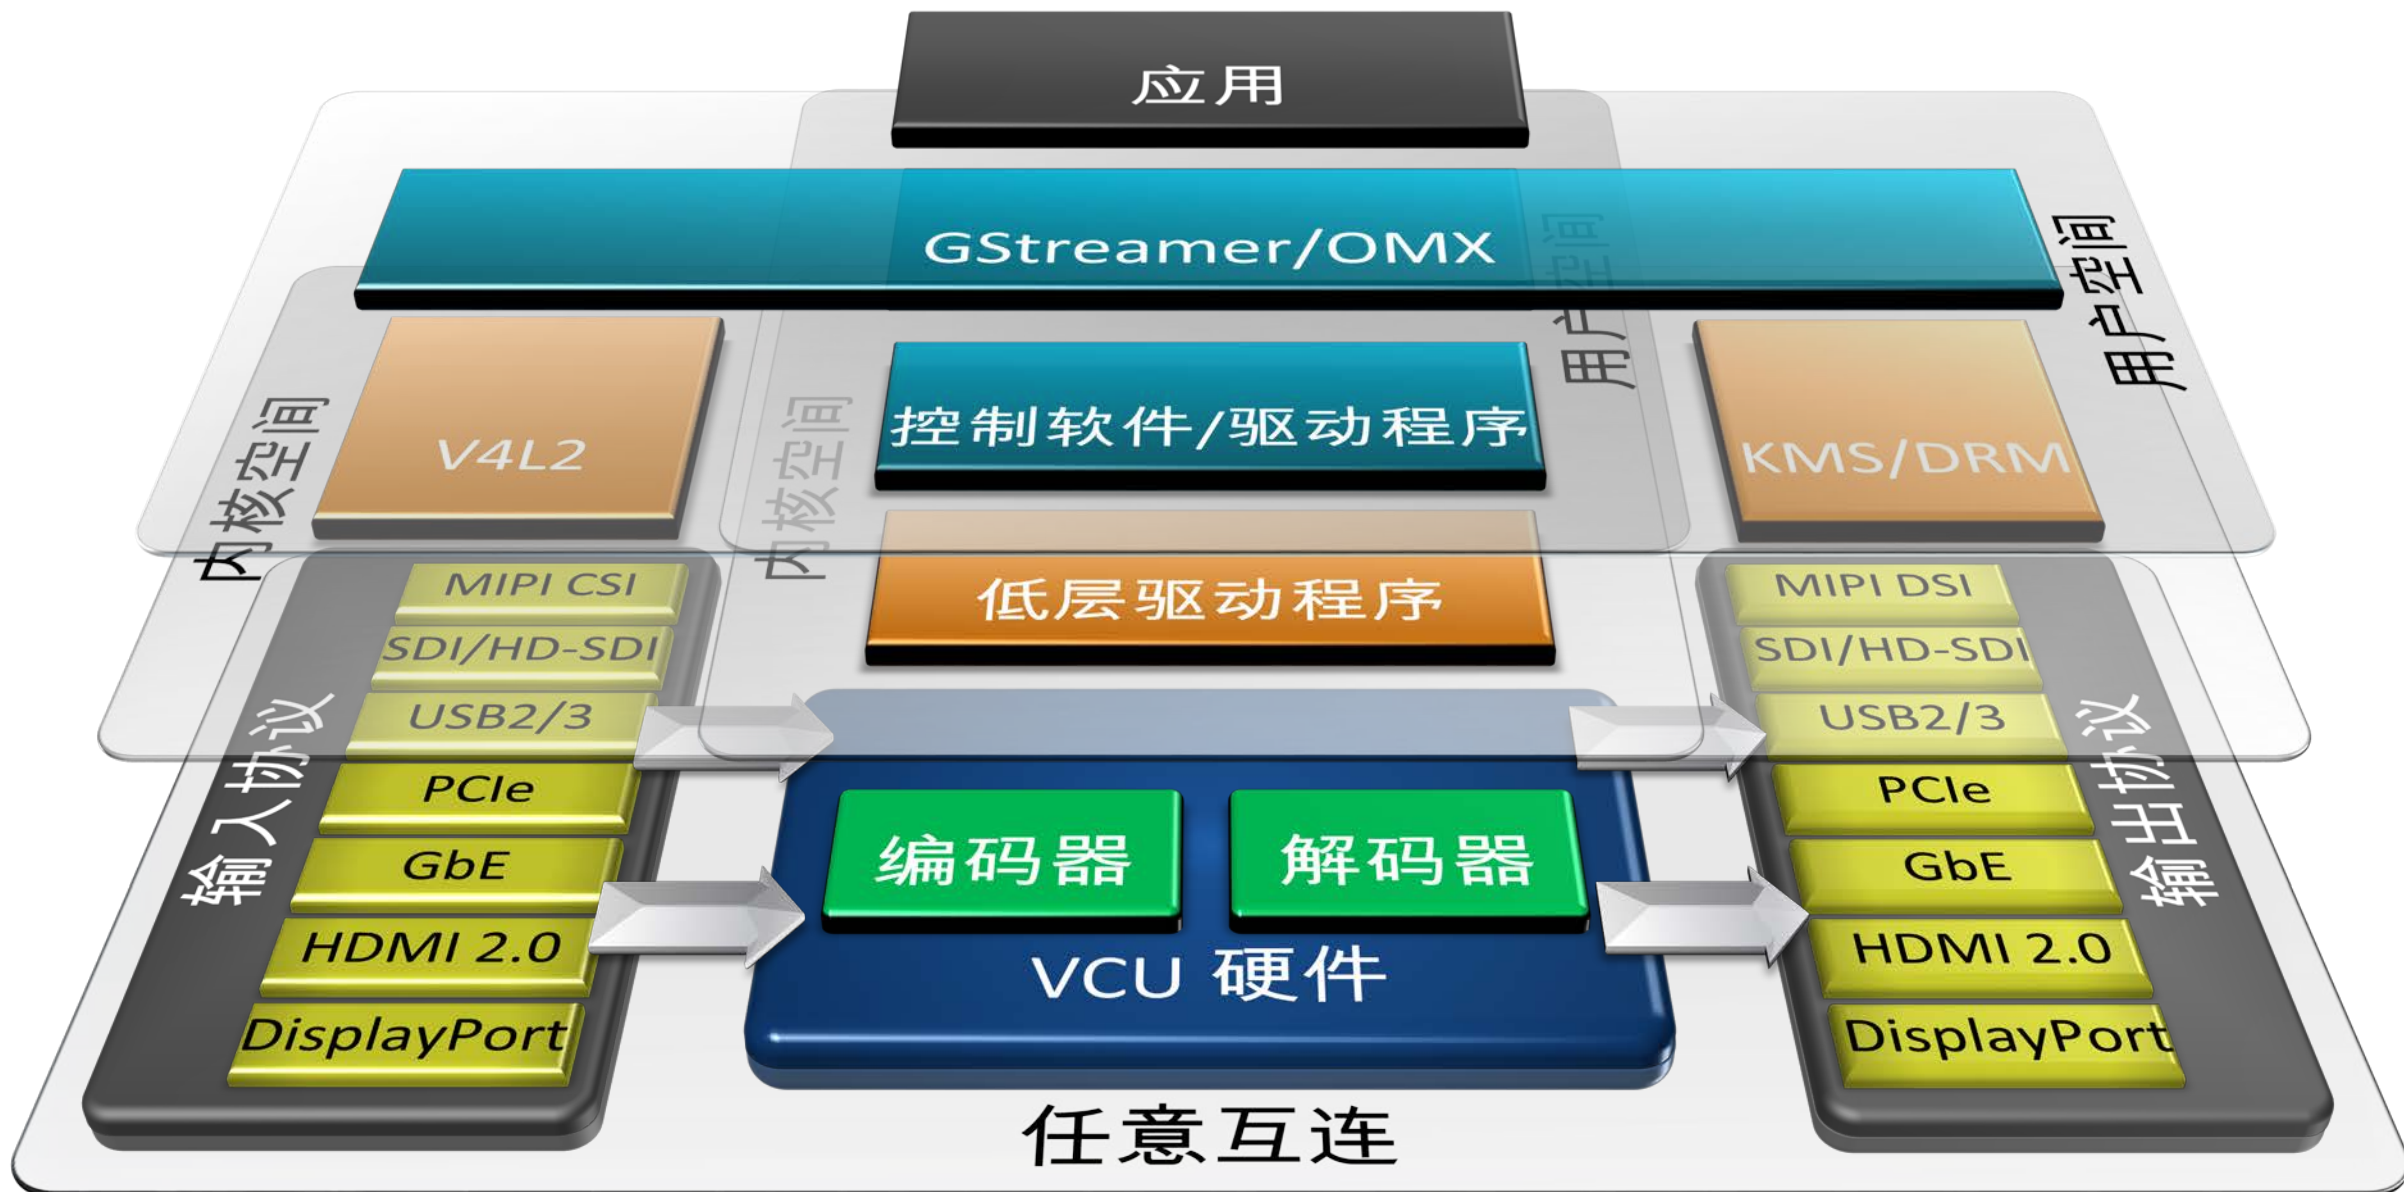 应用
GStreamer/OMX
用户空间
用户空间
控制软件/驱动程序
V4L2
KMS/DRM
内核空间
内核空间
低层驱动程序
输入协议
MIPI CSI
SDI/HD-SDI
USB2/3
PCIe
GbE
HDMI 2.0
DisplayPort
编码器
解码器
VCU 硬件
MIPI DSI
SDI/HD-SDI
USB2/3
PCIe
GbE
HDMI 2.0
DisplayPort
输出协议
任意互连